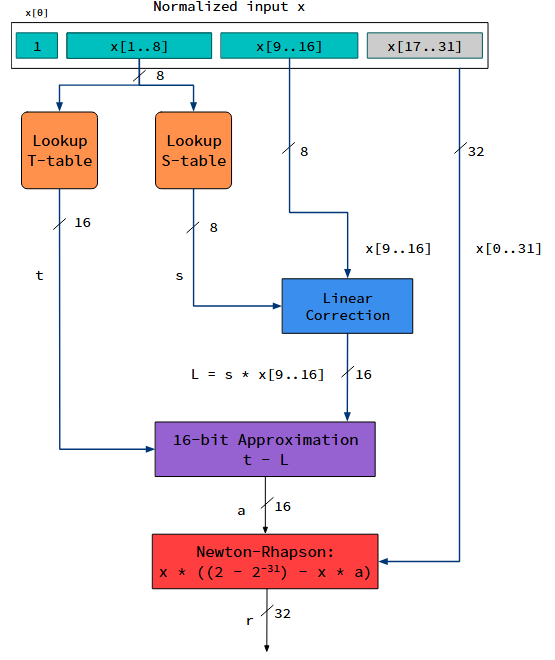 Normalized input x
x[0]
1 x[1..8] x[9..16] x[17..31]
8
Lookup
T-table
Lookup
S-table
8
32
16
8
x[9..16]
x[0..31]
t
s
Linear
Correction
L = s * x[9..16]
16
16-bit Approximation
t - L
a
16
Newton-Rhapson:
x * ((2 - 2⁻³¹) - x * a)
r
32